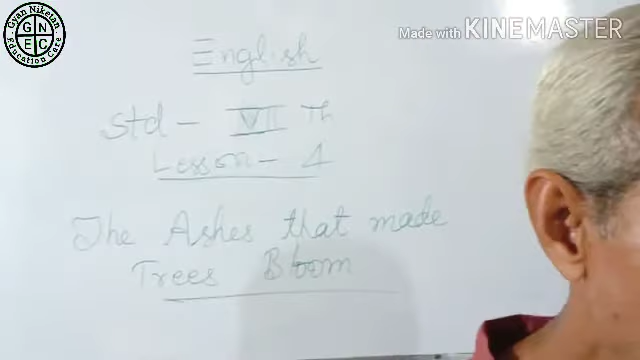 Gyan Niketan
G N
E C
Education Care
Made with KINEMASTER
English
Std - VII Th
Lesson - 4
The Ashes that made
Trees Bloom